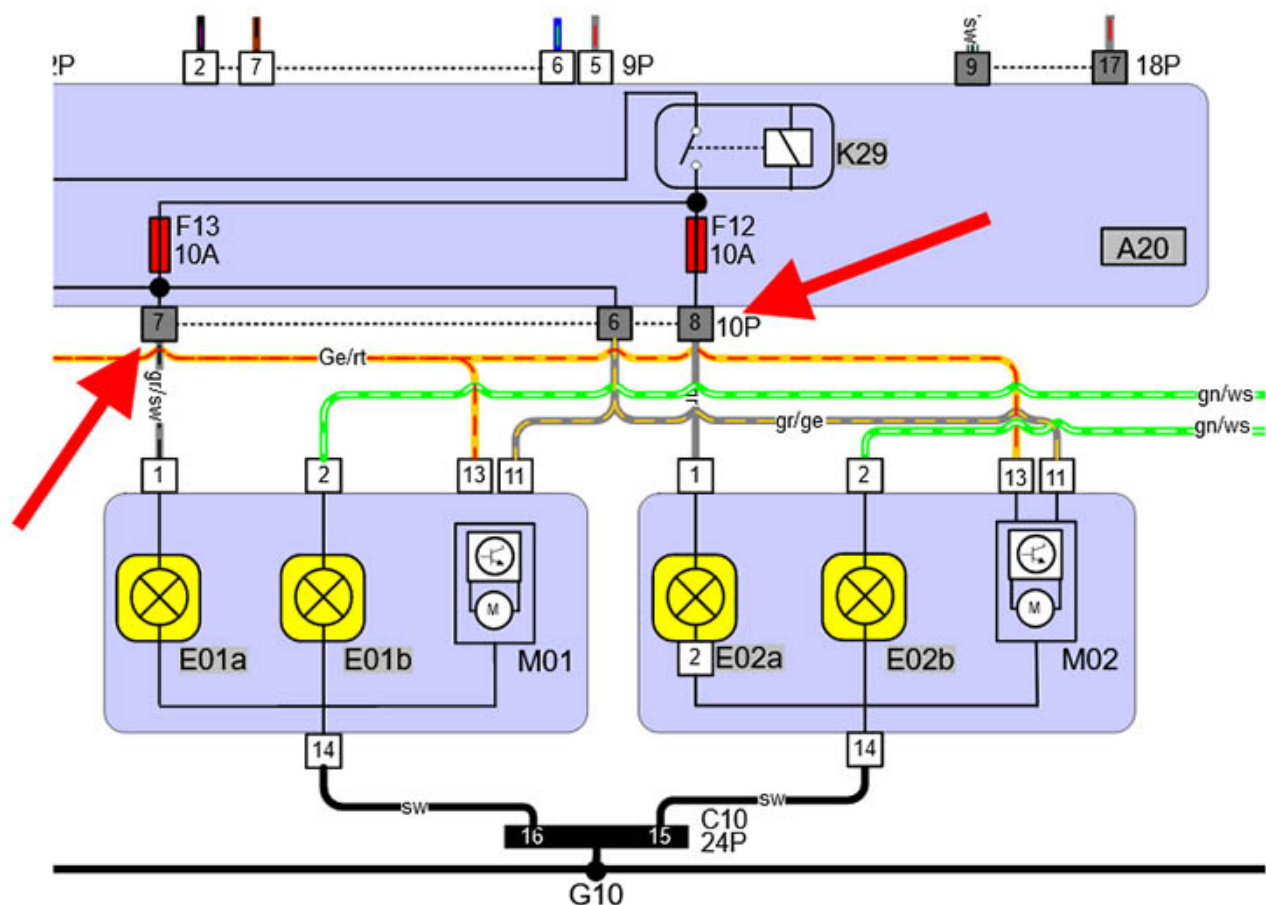 'sw
2P 2 7 6 5 9P 9 17 18P
K29
F13
10A
F12
10A
A20
7 6 8 10P
Ge/rt
gr/sw
gr
gn/ws
gr/ge
gn/ws
1 2 13 11 1 2 13 11
M M
E01a E01b M01 2 E02a E02b M02
14 14
sw sw
16 15 C10
24P
G10